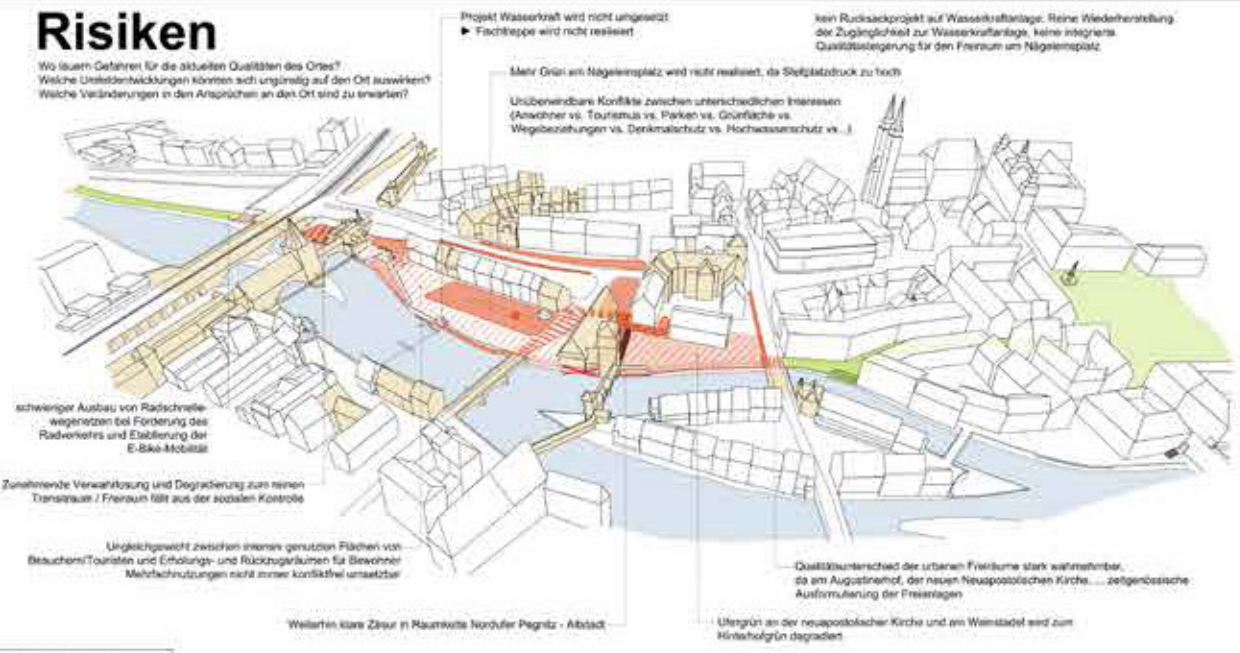 Risiken
Wo lauern Gefahren für die aktuellen Qualitäten des Ortes?
Welche Umfeldentwicklungen könnten sich ungünstig auf den Ort auswirken?
Welche Veränderungen in den Ansprüchen an den Ort sind zu erwarten?
Projekt Wasserkraft wird nicht umgesetzt
► Fischtreppe wird nicht realisiert
kein Rucksackprojekt auf Wasserkraftanlage: Reine Wiederherstellung
der Zugänglichkeit zur Wasserkraftanlage, keine integrierte
Qualitätssteigerung für den Freiraum um Nägeleinsplatz
Mehr Grün am Nägeleinsplatz wird nicht realisiert, da Stellplatzdruck zu hoch
Unüberwindbare Konflikte zwischen unterschiedlichen Interessen
(Anwohner vs. Tourismus vs. Parken vs. Grünfläche vs.
Wegebeziehungen vs. Denkmalschutz vs. Hochwasserschutz vs...)
schwieriger Ausbau von Radschnelle-
wegenetzen bei Förderung des
Radverkehrs und Etablierung der
E-Bike-Mobilität
Zunehmende Verwahrlosung und Degradierung zum reinen
Transitraum / Freiraum fällt aus der sozialen Kontrolle
Ungleichgewicht zwischen intensiv genutzten Flächen von
Besuchern/Touristen und Erholungs- und Rückzugsräumen für Bewohner
Mehrfachnutzungen nicht immer konfliktfrei umsetzbar
Weiterhin klare Zäsur in Raumkette Nordufer Pegnitz - Altstadt
Qualitätsunterschied der urbanen Freiräume stark wahrnehmbar,
da am Augustinerhof, der neuen Neuapostolischen Kirche.... zeitgenössische
Ausformulierung der Freianlagen
Ufergrün an der neuapostolischer Kirche und am Weinstadel wird zum
Hinterhofgrün degradiert